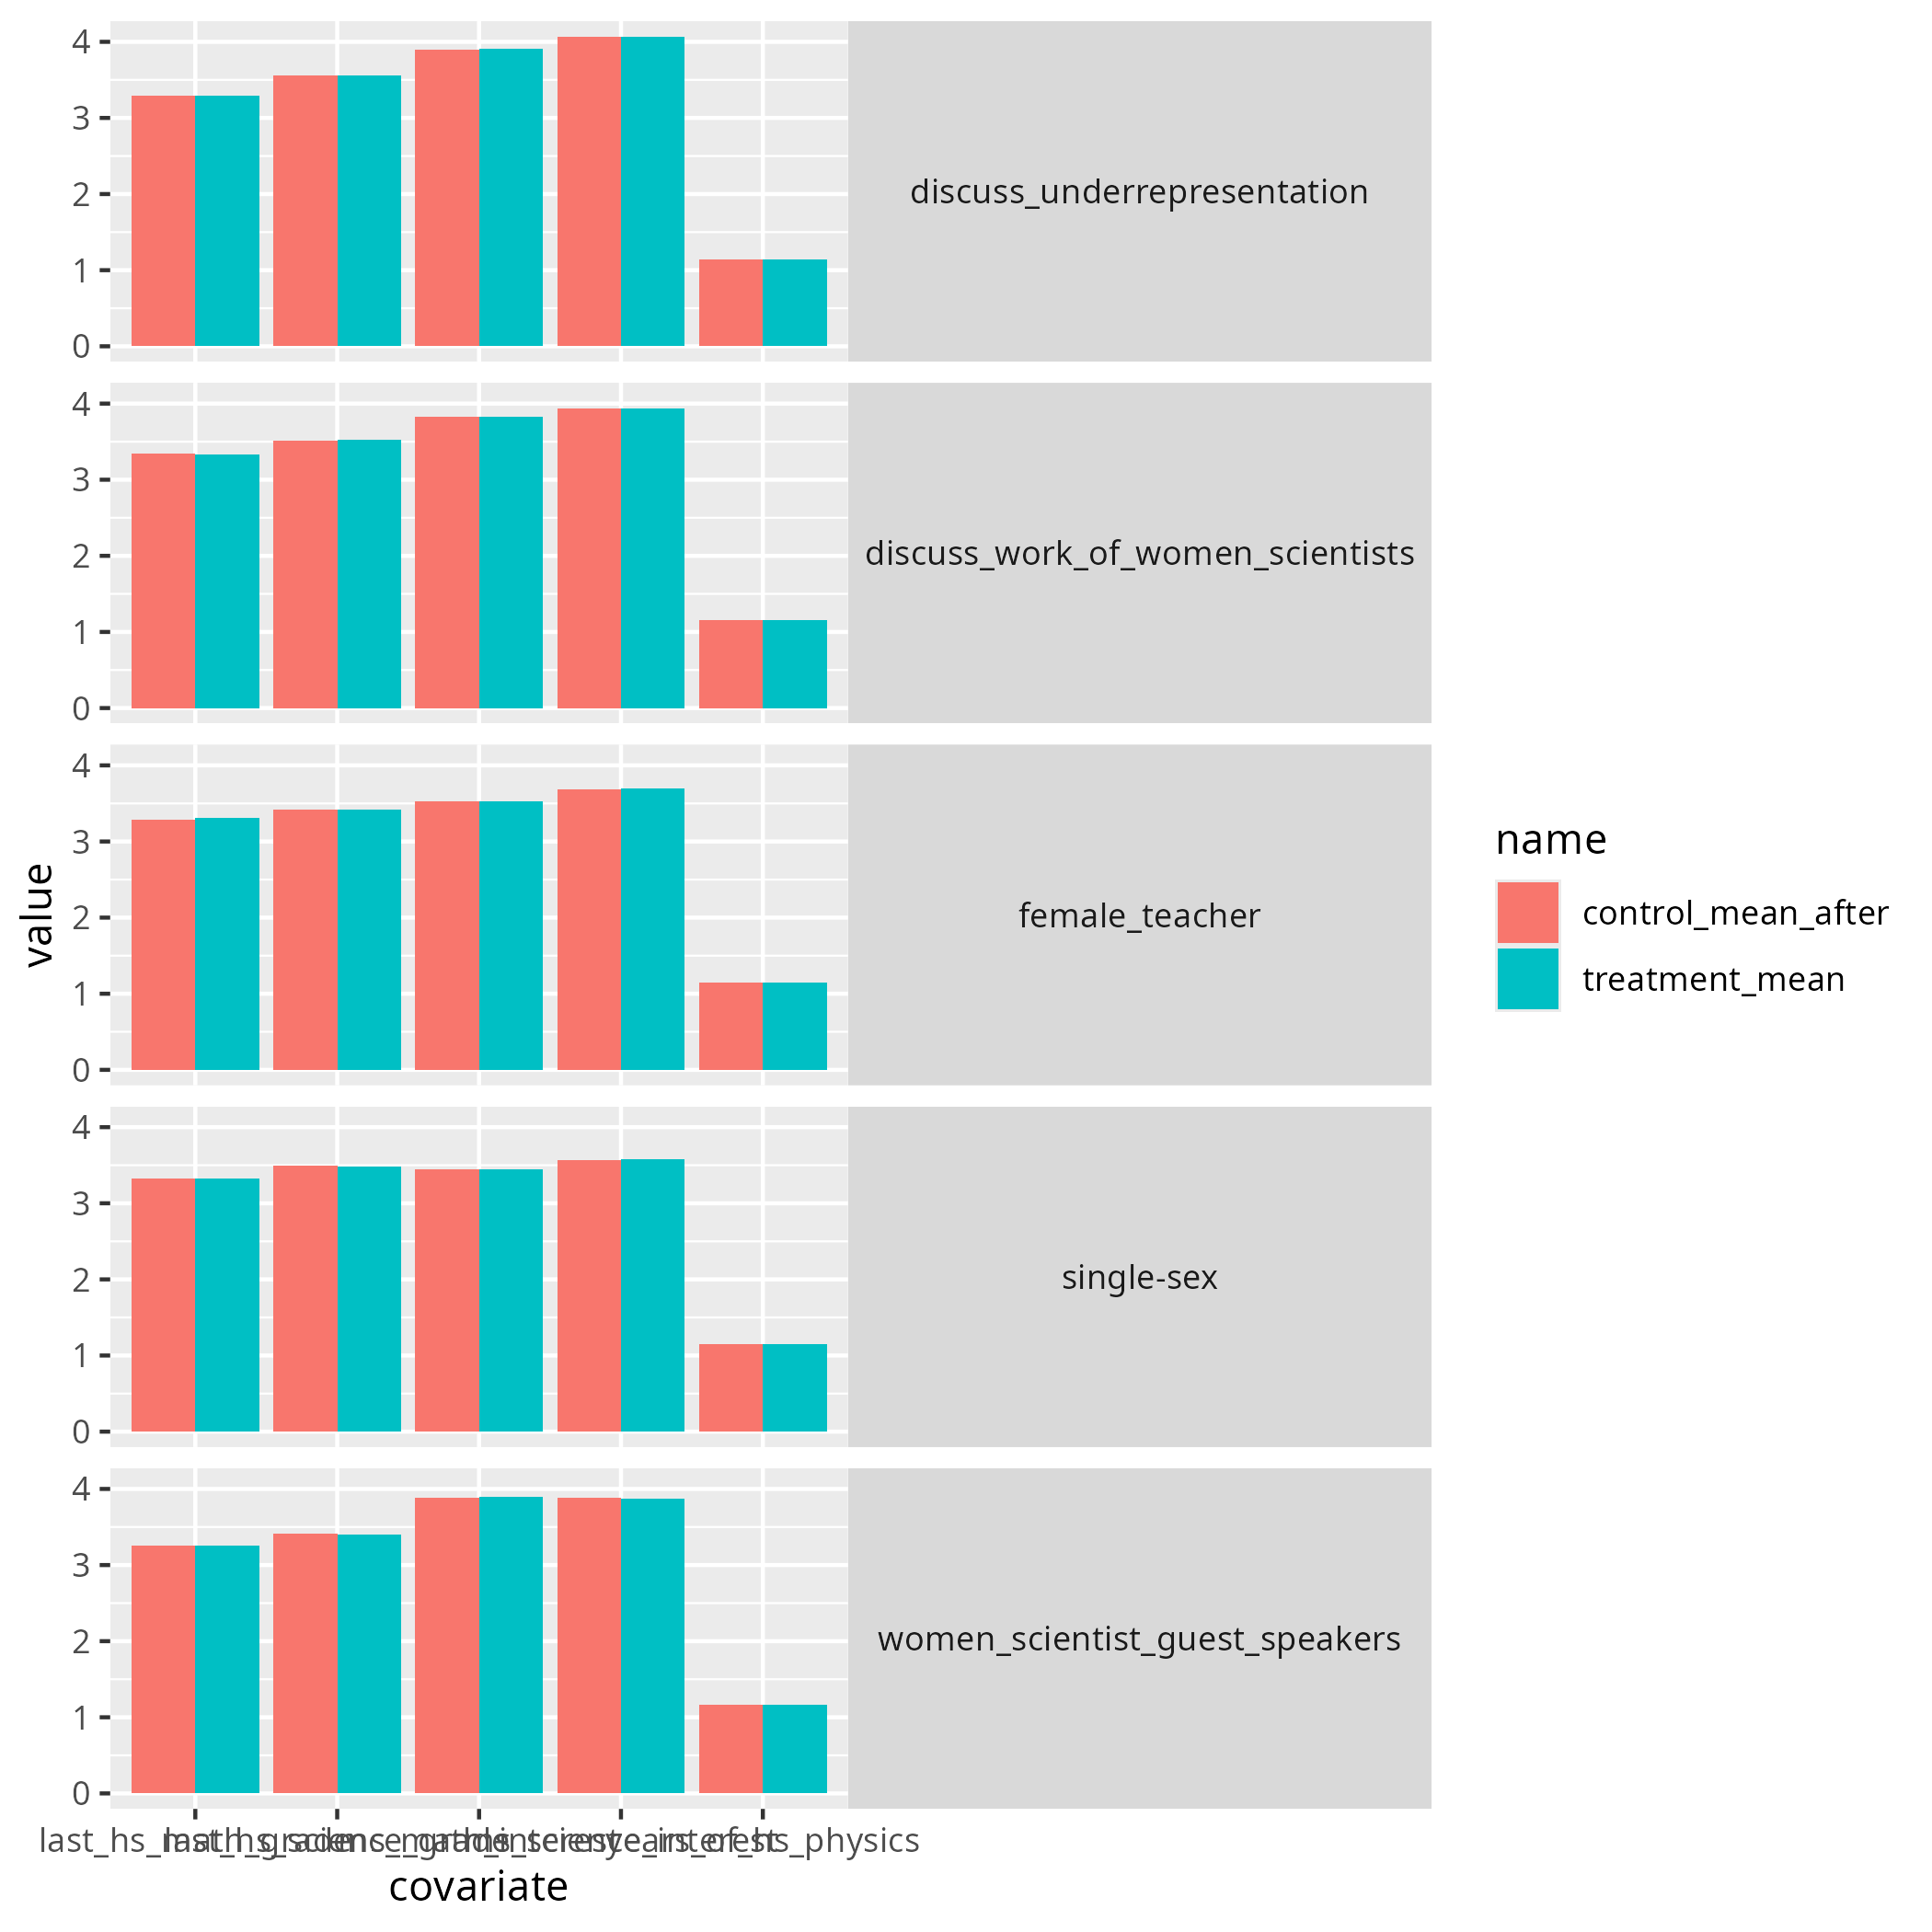 4
3
2
1
0
discuss_underrepresentation
4
3
2
1
0
discuss_work_of_women_scientists
4
3
2
1
0
female_teacher
4
3
2
1
0
single-sex
4
3
2
1
0
women_scientist_guest_speakers
value
last_hs_math_grade
covariate
name
control_mean_after
treatment_mean